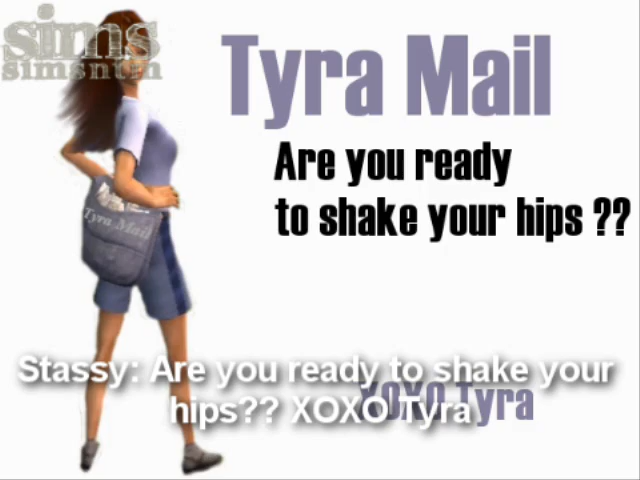 sims
simsntm
Tyra Mail
Are you ready
to shake your hips ??
Tyra Mail
Stassy: Are you ready to shake your
hips?? XOXO Tyra
XOXO Tyra